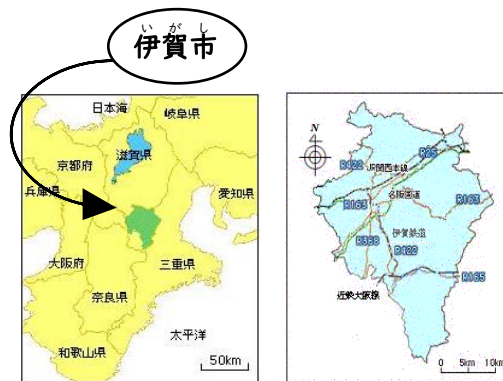 いがし
伊賀市
日本海
岐阜県
滋賀県
京都府
兵庫県
愛知県
大阪府
三重県
奈良県
太平洋
和歌山県
50km
N
R25
R422
JR関西本線
名阪国道
R163
R163
伊賀鉄道
R368
R422
R165
近鉄大阪線
0 5km 10km